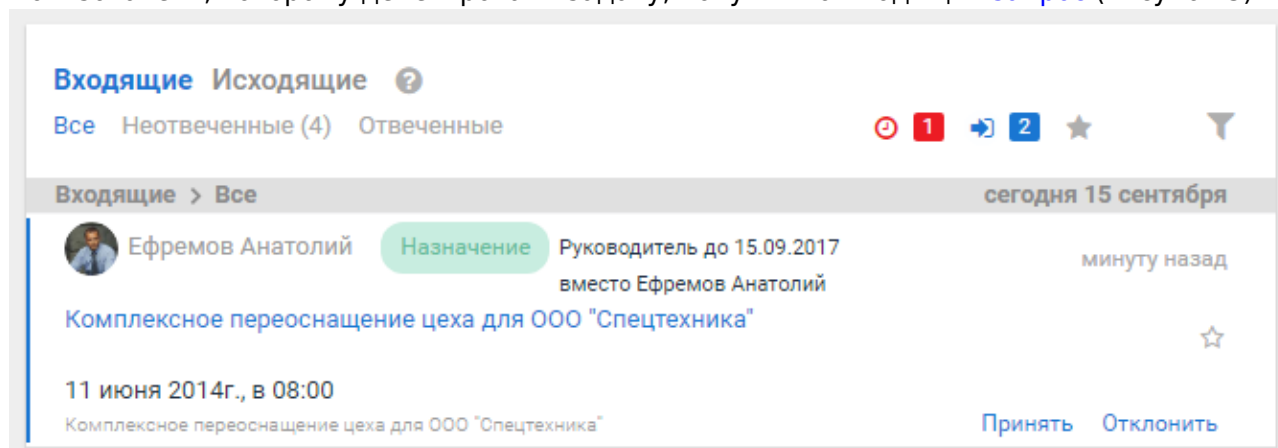 Входящие Исходящие ?
Все Неотвеченные (4) Отвеченные 1 2
Входящие > Все сегодня 15 сентября
Ефремов Анатолий Назначение Руководитель до 15.09.2017 минуту назад
вместо Ефремов Анатолий
Комплексное переоснащение цеха для ООО "Спецтехника"
11 июня 2014г., в 08:00
Комплексное переоснащение цеха для ООО "Спецтехника" Принять Отклонить